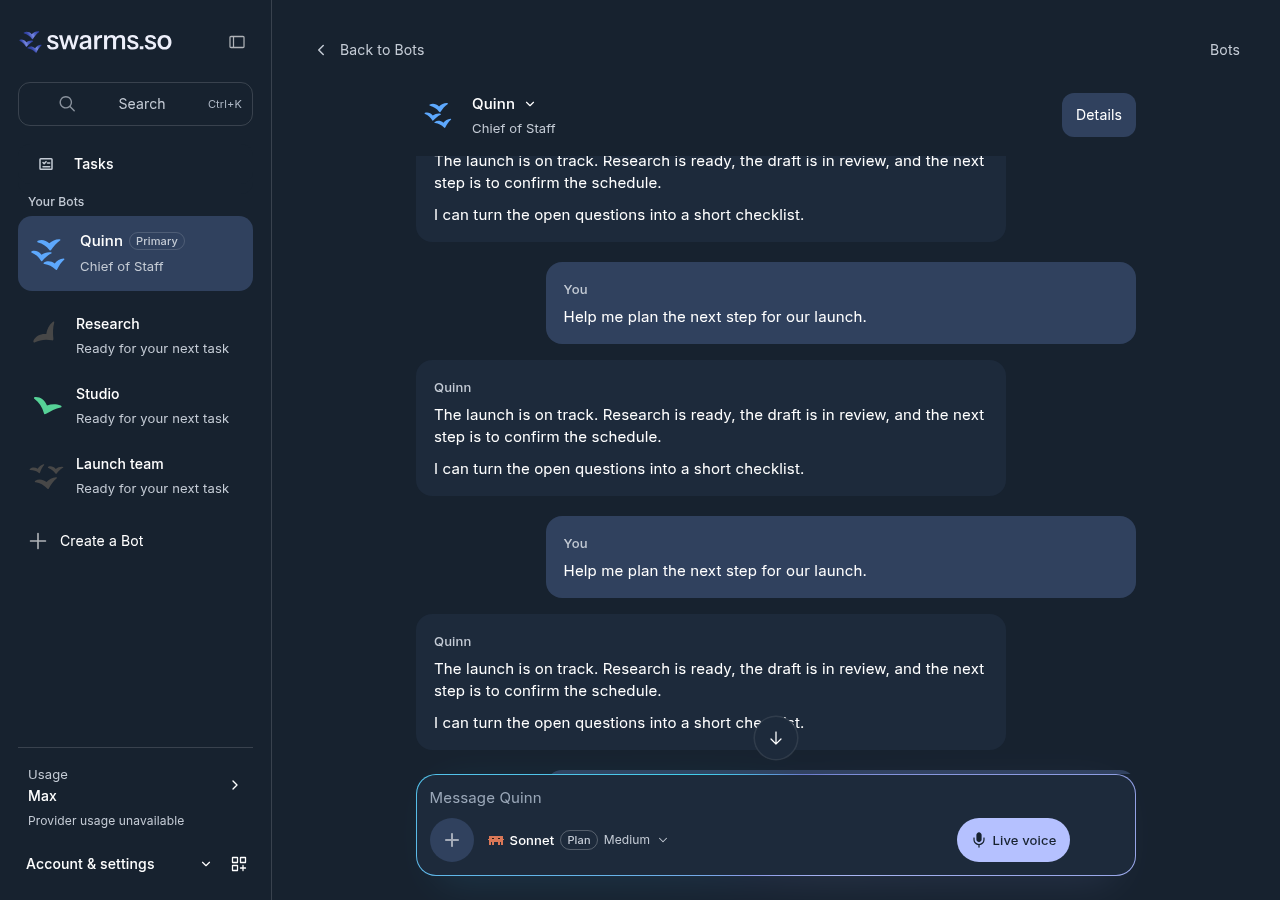 swarms.so
Search Ctrl+K
Tasks
Your Bots
Quinn Primary
Chief of Staff
Research
Ready for your next task
Studio
Ready for your next task
Launch team
Ready for your next task
Create a Bot
Usage
Max
Provider usage unavailable
Account & settings
Back to Bots
Bots
Quinn
Chief of Staff
Details
The launch is on track. Research is ready, the draft is in review, and the next
step is to confirm the schedule.
I can turn the open questions into a short checklist.
You
Help me plan the next step for our launch.
Quinn
The launch is on track. Research is ready, the draft is in review, and the next
step is to confirm the schedule.
I can turn the open questions into a short checklist.
You
Help me plan the next step for our launch.
Quinn
The launch is on track. Research is ready, the draft is in review, and the next
step is to confirm the schedule.
I can turn the open questions into a short
Message Quinn
Sonnet Plan Medium
Live voice